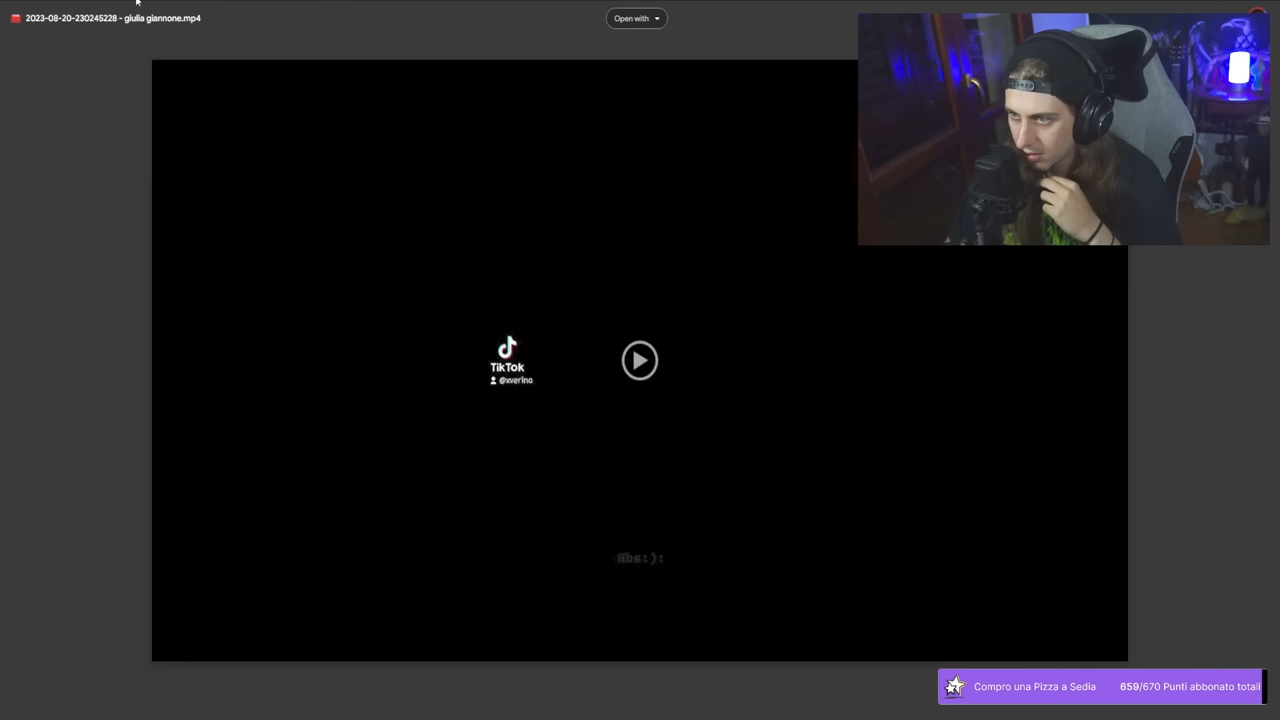 2023-08-20-230245228 - giulia giannone.mp4
Open with
TikTok
@xverino
Compro una Pizza a Sedia 659/670 Punti abbonato totali